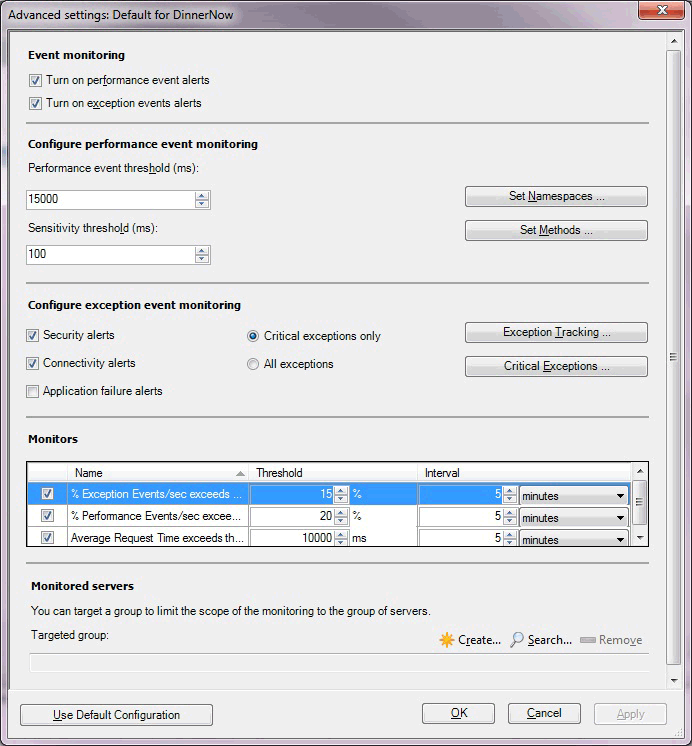 Advanced settings: Default for DinnerNow
Event monitoring
Turn on performance event alerts
Turn on exception events alerts
Configure performance event monitoring
Performance event threshold (ms):
15000
Set Namespaces ...
Sensitivity threshold (ms):
Set Methods ...
100
Configure exception event monitoring
Security alerts
Critical exceptions only
Exception Tracking ...
Connectivity alerts
All exceptions
Critical Exceptions ...
Application failure alerts
Monitors
Name Threshold Interval
% Exception Events/sec exceeds ... 15 % 5 minutes
% Performance Events/sec excee... 20 % 5 minutes
Average Request Time exceeds th... 10000 ms 5 minutes
Monitored servers
You can target a group to limit the scope of the monitoring to the group of servers.
Targeted group:
Create... Search... Remove
Use Default Configuration OK Cancel Apply